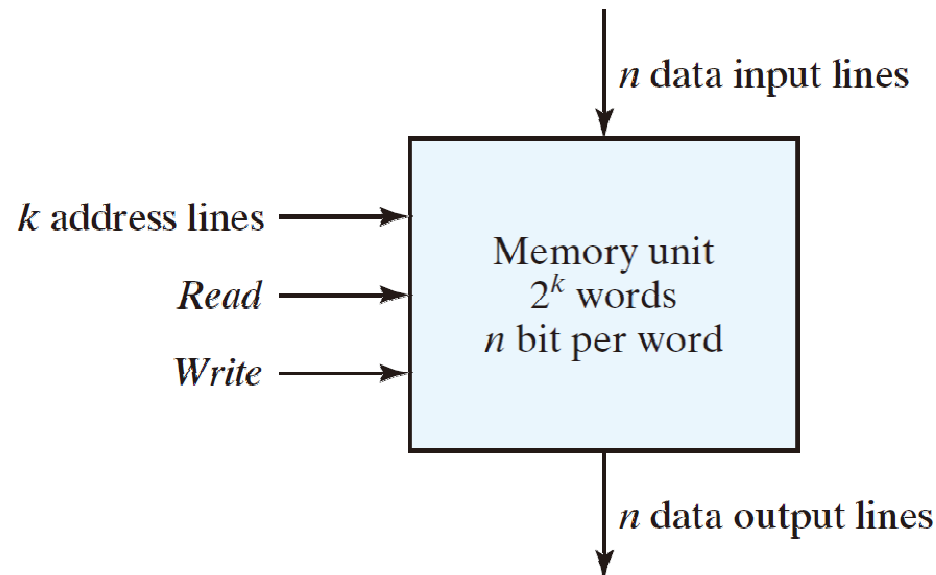 n data input lines
k address lines
Read
Write
Memory unit
2^k words
n bit per word
n data output lines